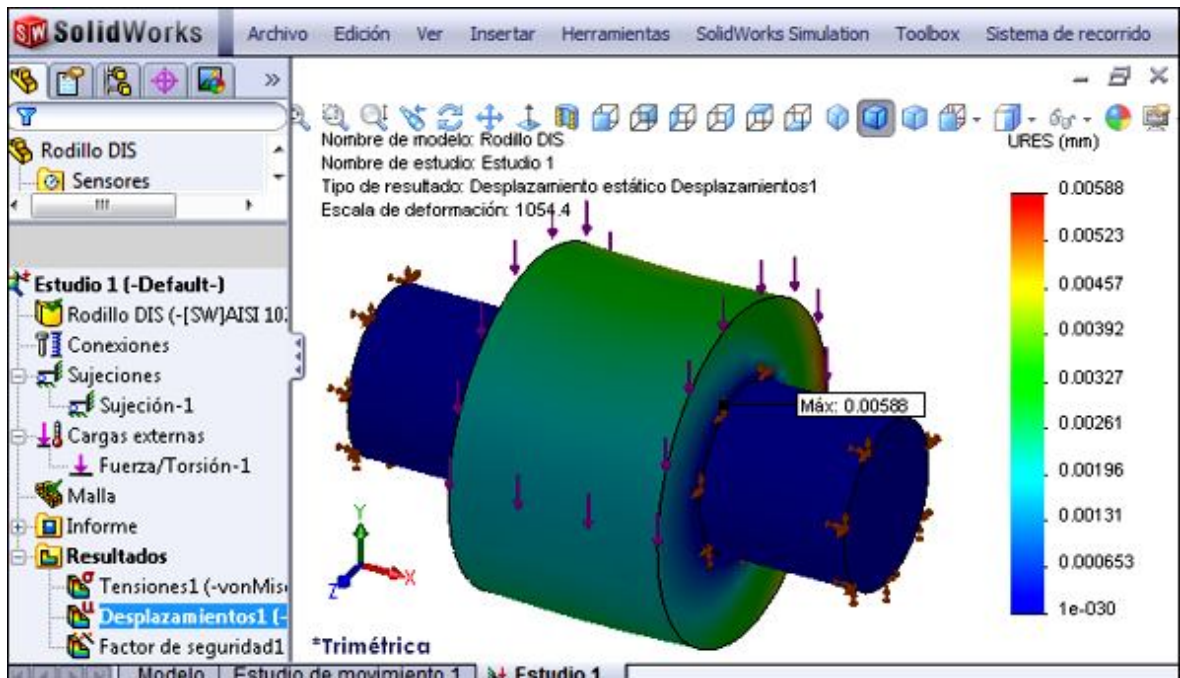 SW SolidWorks Archivo Edición Ver Insertar Herramientas SolidWorks Simulation Toolbox Sistema de recorrido
Rodillo DIS
Sensores
Estudio 1 (-Default-)
Rodillo DIS (-[SW]AISI 10
Conexiones
Sujeciones
Sujeción-1
Cargas externas
Fuerza/Torsión-1
Malla
Informe
Resultados
Tensiones1 (-vonMis
Desplazamientos1 (-
Factor de seguridad1
Nombre de modelo: Rodillo DIS
Nombre de estudio: Estudio 1
Tipo de resultado: Desplazamiento estático Desplazamientos1
Escala de deformación: 1054.4
URES (mm)
0.00588
0.00523
0.00457
0.00392
0.00327
0.00261
0.00196
0.00131
0.000653
1e-030
Máx: 0.00588
Y
X
Z
*Trimétrica
Modelo Estudio de movimiento 1 Estudio 1